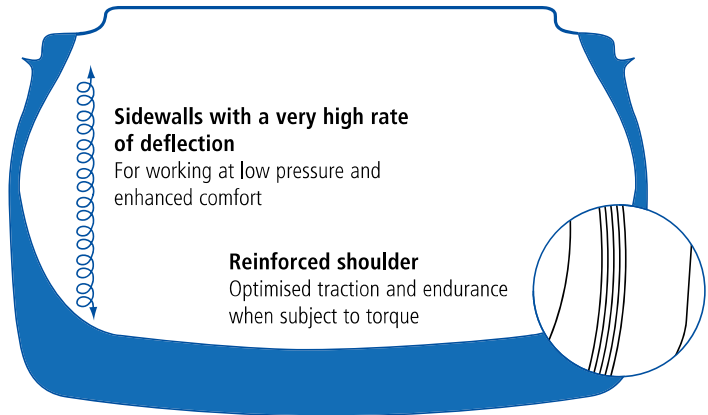 Sidewalls with a very high rate
of deflection
For working at low pressure and
enhanced comfort
Reinforced shoulder
Optimised traction and endurance
when subject to torque